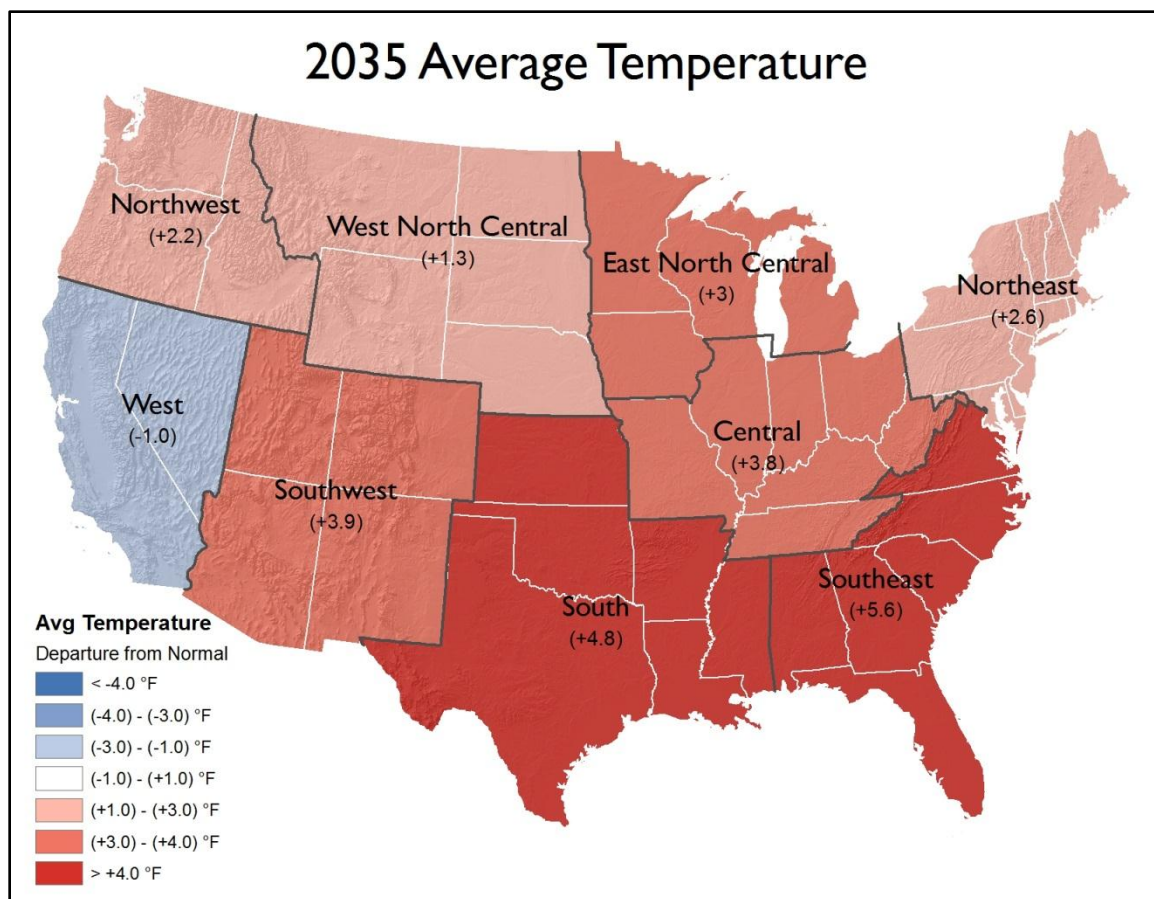 2035 Average Temperature
Northwest
(+2.2)
West North Central
(+1.3)
East North Central
(+3)
Northeast
(+2.6)
West
(-1.0)
Southwest
(+3.9)
Central
(+3.8)
South
(+4.8)
Southeast
(+5.6)
Avg Temperature
Departure from Normal
< -4.0 °F
(-4.0) - (-3.0) °F
(-3.0) - (-1.0) °F
(-1.0) - (+1.0) °F
(+1.0) - (+3.0) °F
(+3.0) - (+4.0) °F
> +4.0 °F